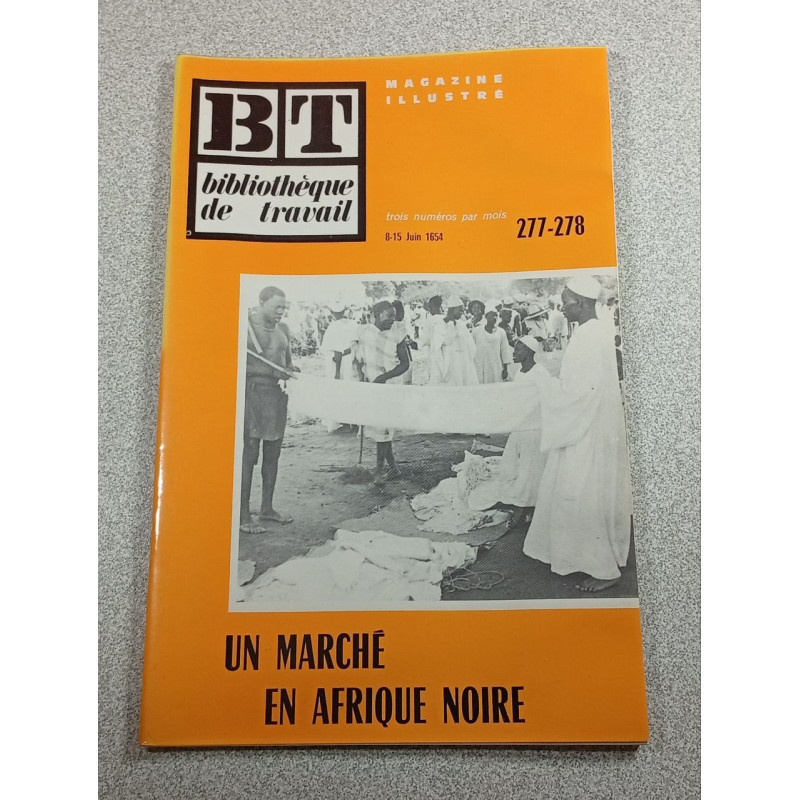 BT
bibliothèque
de travail
MAGAZINE
ILLUSTRÉ
trois numéros par mois
8-15 Juin 1654
277-278
UN MARCHÉ
EN AFRIQUE NOIRE